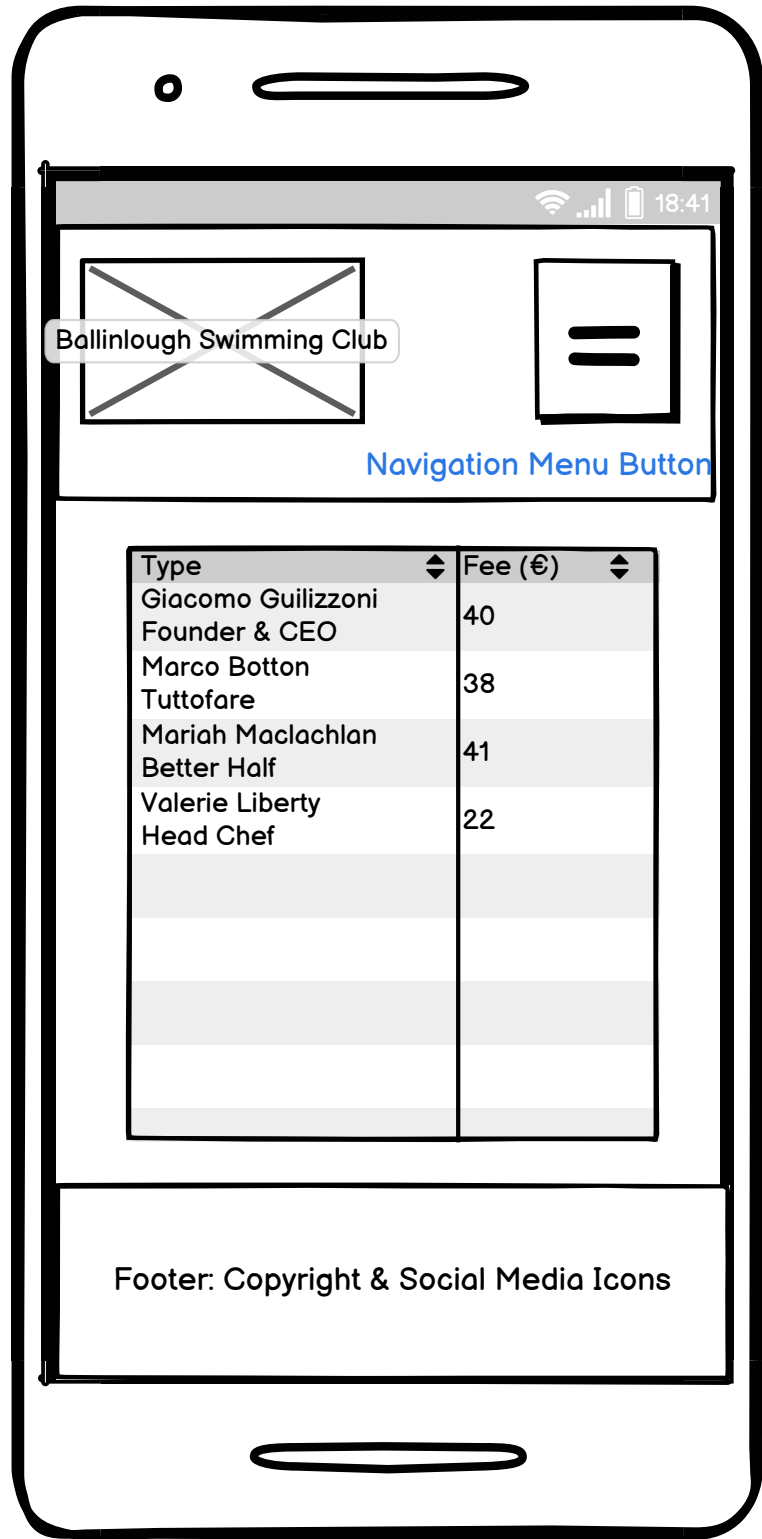 18:41
Ballinlough Swimming Club
Navigation Menu Button
Type Fee (€)
Giacomo Guilizzoni
Founder & CEO
40
Marco Botton
Tuttofare
38
Mariah Maclachlan
Better Half
41
Valerie Liberty
Head Chef
22
Footer: Copyright & Social Media Icons